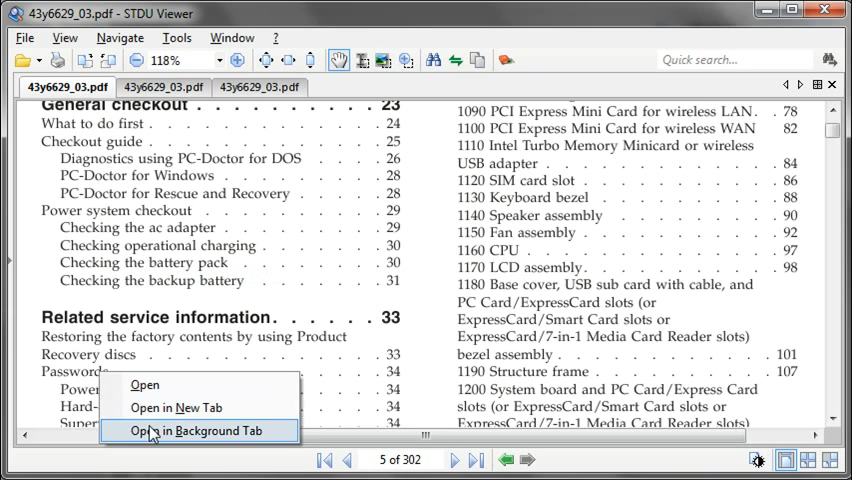 43y6629_03.pdf - STDU Viewer
File View Navigate Tools Window ?
118% Quick search...
43y6629_03.pdf 43y6629_03.pdf 43y6629_03.pdf
General checkout . . . . . . . . . . 23
What to do first . . . . . . . . . . . . . 24
Checkout guide . . . . . . . . . . . . . 25
Diagnostics using PC-Doctor for DOS . . . . . 26
PC-Doctor for Windows . . . . . . . . . . 28
PC-Doctor for Rescue and Recovery . . . . . . 28
Power system checkout . . . . . . . . . . 29
Checking the ac adapter . . . . . . . . . . 29
Checking operational charging . . . . . . . 30
Checking the battery pack . . . . . . . . . 30
Checking the backup battery . . . . . . . . 31
Related service information. . . . . . 33
Restoring the factory contents by using Product
Recovery discs . . . . . . . . . . . . . 33
Passwords . . . . . . . . . . . . . . 34
Power
Hard-
Super
1090 PCI Express Mini Card for wireless LAN. . 78
1100 PCI Express Mini Card for wireless WAN 82
1110 Intel Turbo Memory Minicard or wireless
USB adapter . . . . . . . . . . . . . 84
1120 SIM card slot . . . . . . . . . . . 86
1130 Keyboard bezel . . . . . . . . . . 88
1140 Speaker assembly . . . . . . . . . 90
1150 Fan assembly . . . . . . . . . . . 92
1160 CPU . . . . . . . . . . . . . . 97
1170 LCD assembly. . . . . . . . . . . 98
1180 Base cover, USB sub card with cable, and
PC Card/ExpressCard slots (or
ExpressCard/Smart Card slots or
ExpressCard/7-in-1 Media Card Reader slots)
bezel assembly . . . . . . . . . . . . 101
1190 Structure frame . . . . . . . . . . 107
1200 System board and PC Card/Express Card
slots (or ExpressCard/Smart Card slots or
ExpressCard/7-in-1 Media Card Reader slots)
Open
Open in New Tab
Open in Background Tab
5 of 302